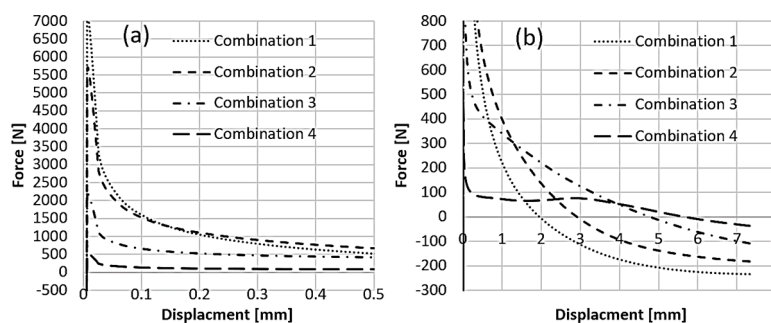 (a)
Force [N]
7000
6500
6000
5500
5000
4500
4000
3500
3000
2500
2000
1500
1000
500
0
-500
Combination 1
Combination 2
Combination 3
Combination 4
0 0.1 0.2 0.3 0.4 0.5
Displacment [mm]
(b)
Force [N]
800
700
600
500
400
300
200
100
0
-100
-200
-300
Combination 1
Combination 2
Combination 3
Combination 4
0 1 2 3 4 5 6 7
Displacment [mm]